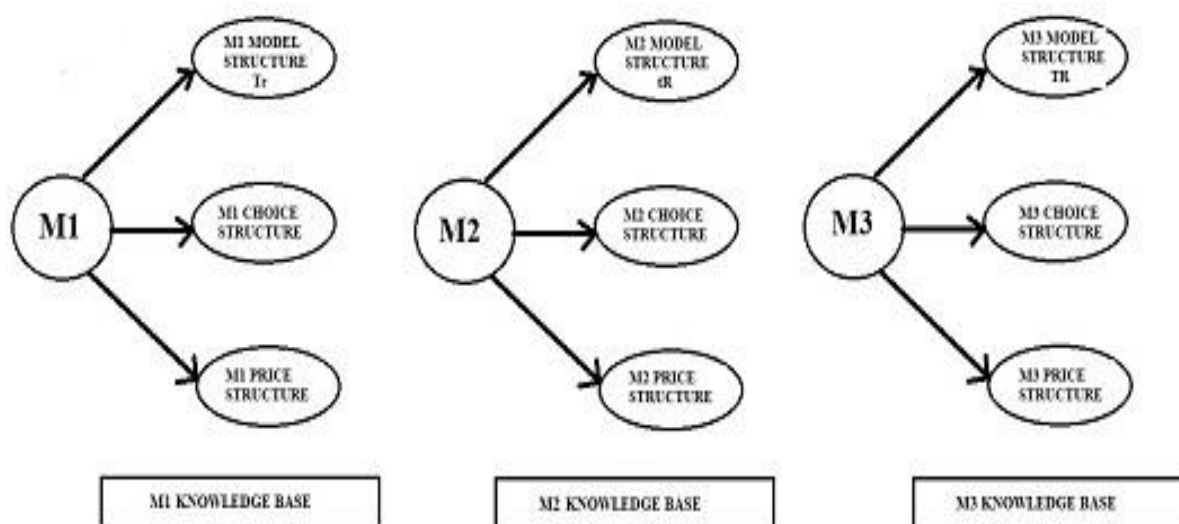 M1 MODEL
STRUCTURE
Tr
M2 MODEL
STRUCTURE
tR
M3 MODEL
STRUCTURE
TR
M1
M1 CHOICE
STRUCTURE
M2
M2 CHOICE
STRUCTURE
M3
M3 CHOICE
STRUCTURE
M1 PRICE
STRUCTURE
M2 PRICE
STRUCTURE
M3 PRICE
STRUCTURE
M1 KNOWLEDGE BASE
M2 KNOWLEDGE BASE
M3 KNOWLEDGE BASE